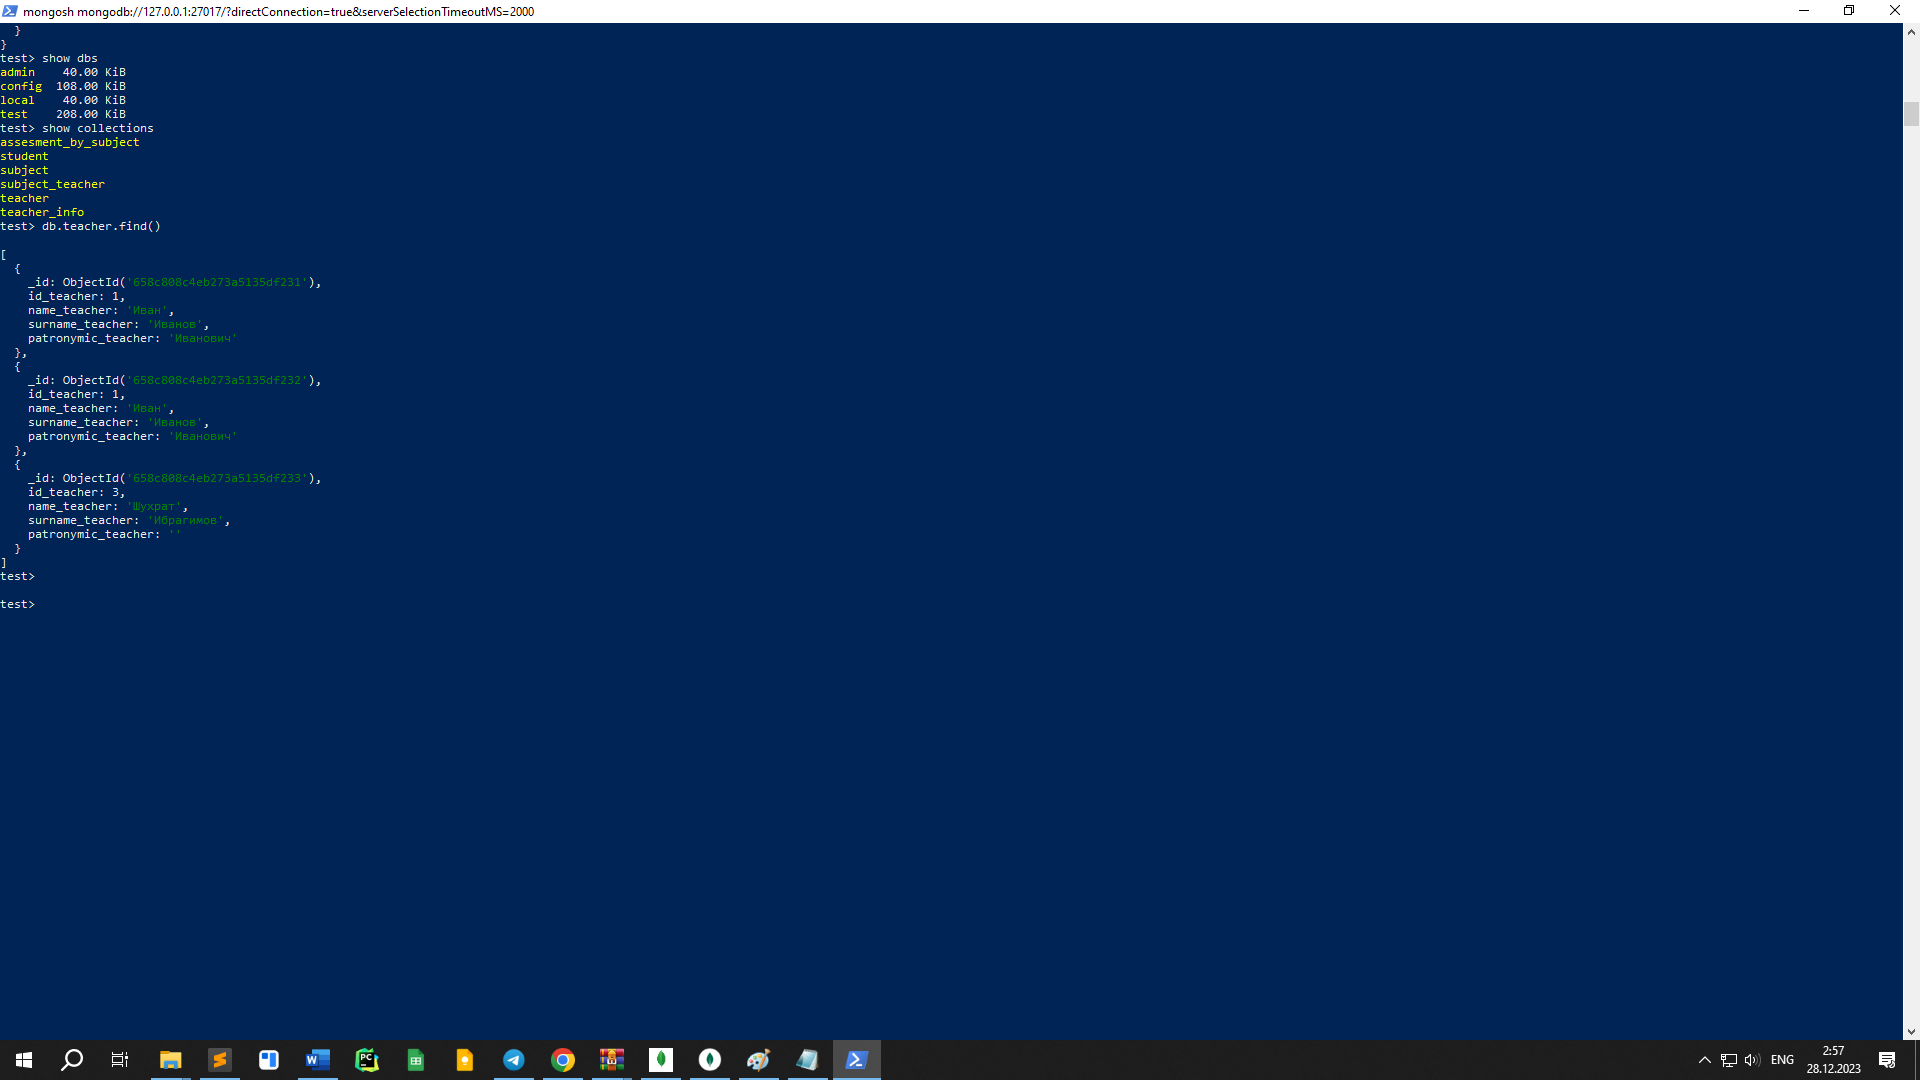 mongosh mongodb://127.0.0.1:27017/?directConnection=true&serverSelectionTimeoutMS=2000
  }
}
test> show dbs
admin    40.00 KiB
config  108.00 KiB
local    40.00 KiB
test    208.00 KiB
test> show collections
assesment_by_subject
student
subject
subject_teacher
teacher
teacher_info
test> db.teacher.find()
[
  {
    _id: ObjectId('658c808c4eb273a5135df231'),
    id_teacher: 1,
    name_teacher: 'Иван',
    surname_teacher: 'Иванов',
    patronymic_teacher: 'Иванович'
  },
  {
    _id: ObjectId('658c808c4eb273a5135df232'),
    id_teacher: 1,
    name_teacher: 'Иван',
    surname_teacher: 'Иванов',
    patronymic_teacher: 'Иванович'
  },
  {
    _id: ObjectId('658c808c4eb273a5135df233'),
    id_teacher: 3,
    name_teacher: 'Шухрат',
    surname_teacher: 'Ибрагимов',
    patronymic_teacher: ''
  }
]
test>
test>
ENG
2:57
28.12.2023